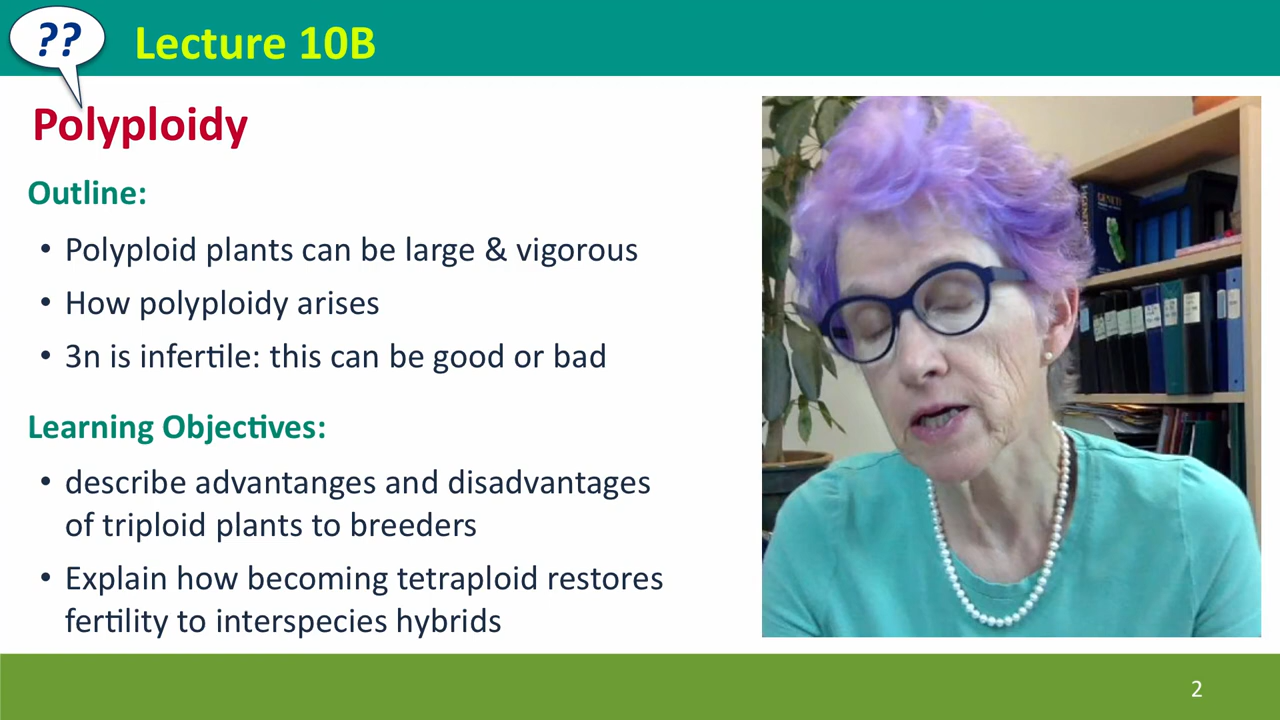 ??
Lecture 10B
Polyploidy
Outline:
• Polyploid plants can be large & vigorous
• How polyploidy arises
• 3n is infertile: this can be good or bad
Learning Objectives:
• describe advantanges and disadvantages
of triploid plants to breeders
• Explain how becoming tetraploid restores
fertility to interspecies hybrids
2